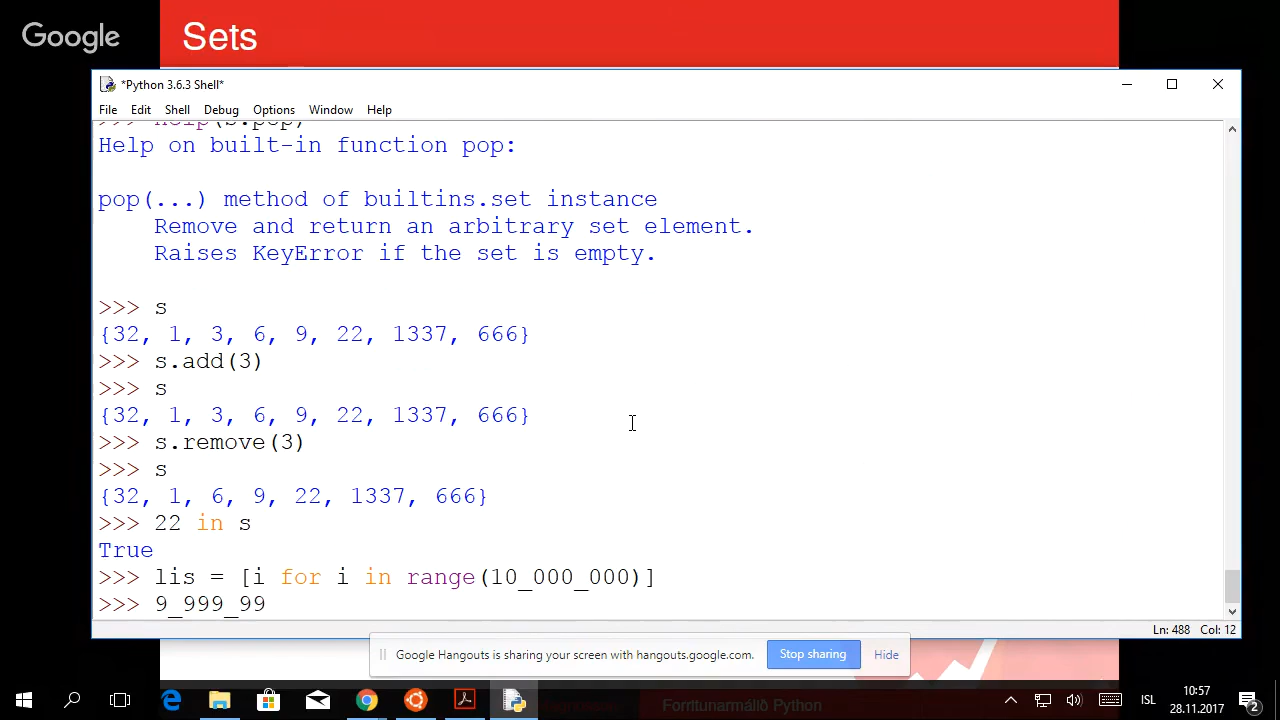 Google
Sets
*Python 3.6.3 Shell*
File Edit Shell Debug Options Window Help
>>> help(s.pop)
Help on built-in function pop:
pop(...) method of builtins.set instance
Remove and return an arbitrary set element.
Raises KeyError if the set is empty.
>>> s
{32, 1, 3, 6, 9, 22, 1337, 666}
>>> s.add(3)
>>> s
{32, 1, 3, 6, 9, 22, 1337, 666}
>>> s.remove(3)
>>> s
{32, 1, 6, 9, 22, 1337, 666}
>>> 22 in s
True
>>> lis = [i for i in range(10_000_000)]
>>> 9_999_99
Ln: 488 Col: 12
Google Hangouts is sharing your screen with hangouts.google.com. Stop sharing Hide
Forritunarmálið Python
ISL
10:57
28.11.2017
2